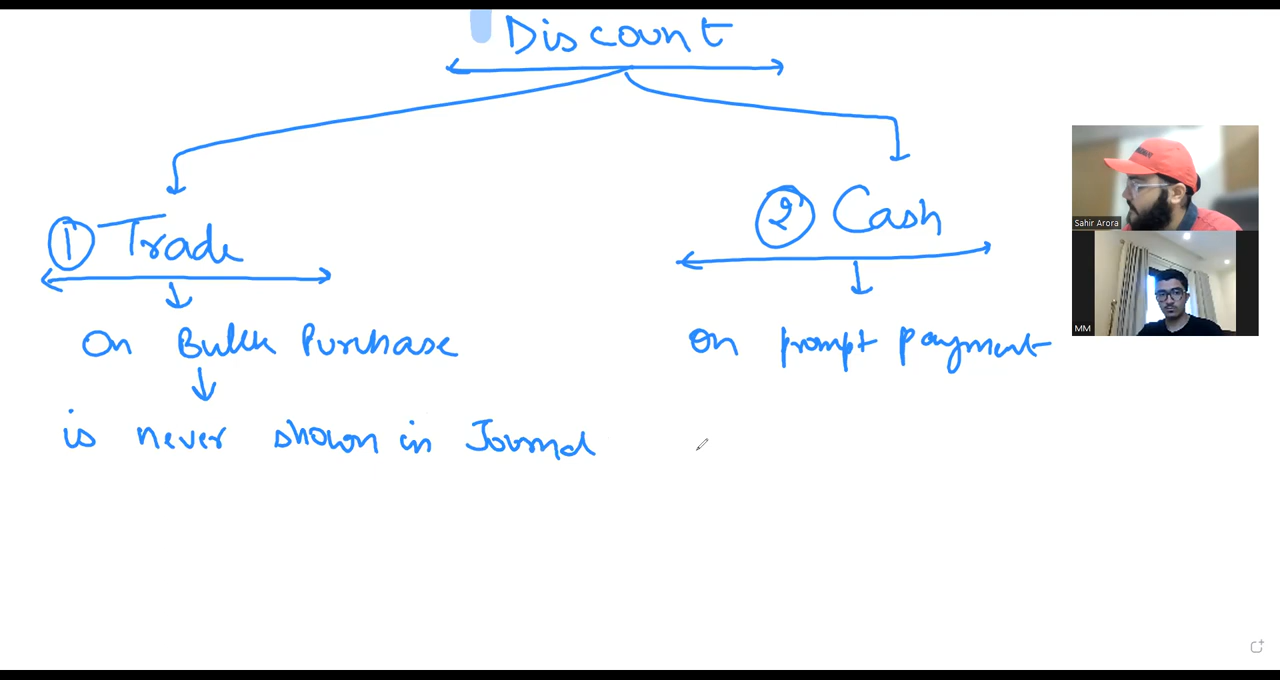 Discount
① Trade
② Cash
On Bulk Purchase
on prompt payment
is never shown in Journal
Sahir Arora
MM